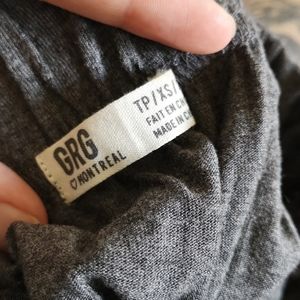 GRG
♡MONTREAL
TP/XS/
FAIT EN
MADE IN